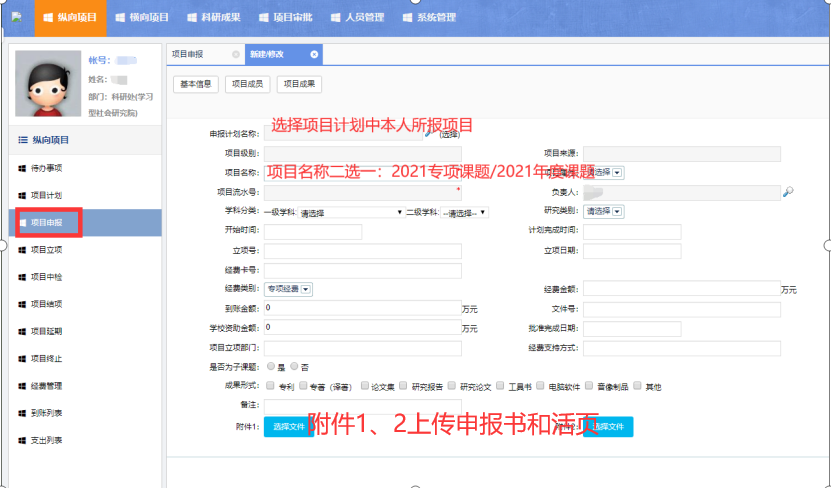 纵向项目 横向项目 科研成果 项目审批 人员管理 系统管理
帐号:
姓名:
部门: 科研处(学习
型社会研究院)
纵向项目
待办事项
项目计划
项目申报
项目立项
项目中检
项目结项
项目延期
项目终止
经费管理
到账列表
支出列表
项目申报 新建/修改
基本信息 项目成员 项目成果
选择项目计划中本人所报项目
申报计划名称: (选择)
项目级别: 项目来源:
项目名称二选一：2021专项课题/2021年度课题
项目名称: 请选择
项目流水号: * 负责人:
学科分类: 一级学科: 请选择 二级学科: --请选择-- 研究类别: 请选择
开始时间: 计划完成时间:
立项号: 立项日期:
经费卡号:
经费类别: 专项经费 经费金额: 万元
到账金额: 0 万元 文件号:
学校资助金额: 0 万元 批准完成日期:
项目立项部门: 经费支持方式:
是否为子课题: 是 否
成果形式: 专利 专著（译著） 论文集 研究报告 研究论文 工具书 电脑软件 音像制品 其他
备注:
附件1、2上传申报书和活页
附件1: 选择文件 选择文件